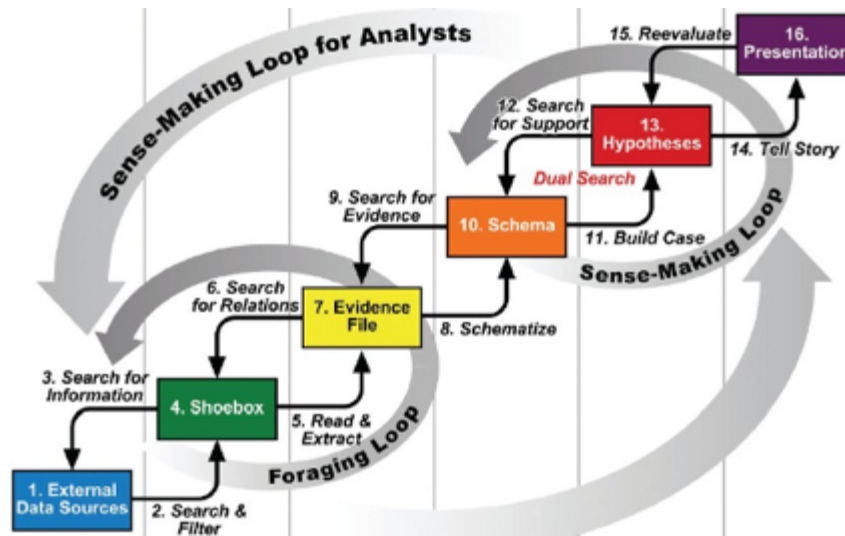 Sense-Making Loop for Analysts
15. Reevaluate
16.
Presentation
12. Search
for Support
13.
Hypotheses
14. Tell Story
Dual Search
9. Search for
Evidence
10. Schema
11. Build Case
Sense-Making Loop
6. Search
for Relations
7. Evidence
File
8. Schematize
3. Search for
Information
4. Shoebox
5. Read &
Extract
Foraging Loop
1. External
Data Sources
2. Search &
Filter